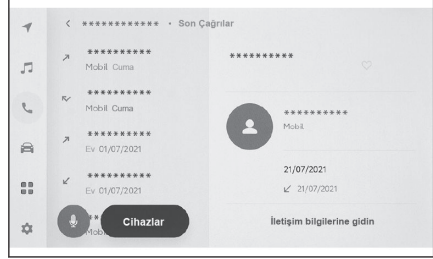 ************ • Son Çağrılar
**********
Mobil Cuma
**********
Mobil Cuma
**********
Ev 01/07/2021
**********
Ev 01/07/2021
Cihazlar
**********
**********
Mobil
21/07/2021
21/07/2021
İletişim bilgilerine gidin